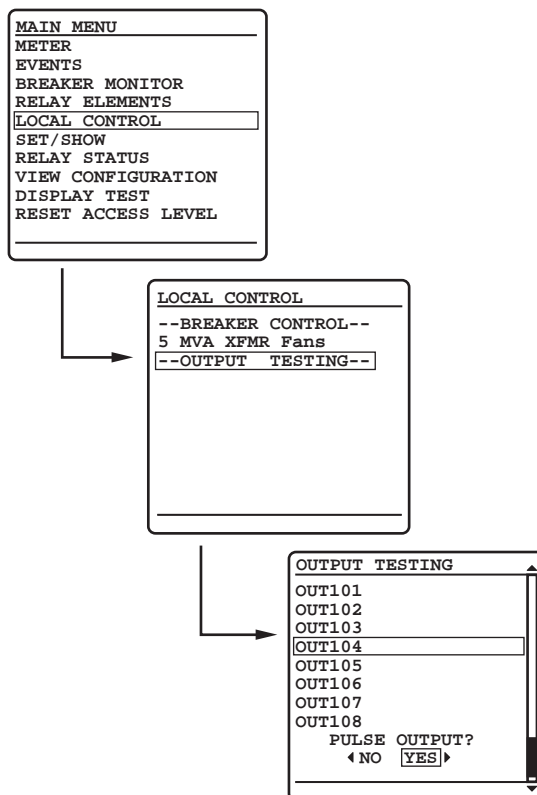 MAIN MENU
METER
EVENTS
BREAKER MONITOR
RELAY ELEMENTS
LOCAL CONTROL
SET/SHOW
RELAY STATUS
VIEW CONFIGURATION
DISPLAY TEST
RESET ACCESS LEVEL
LOCAL CONTROL
--BREAKER CONTROL--
5 MVA XFMR Fans
--OUTPUT TESTING--
OUTPUT TESTING
OUT101
OUT102
OUT103
OUT104
OUT105
OUT106
OUT107
OUT108
PULSE OUTPUT?
NO YES